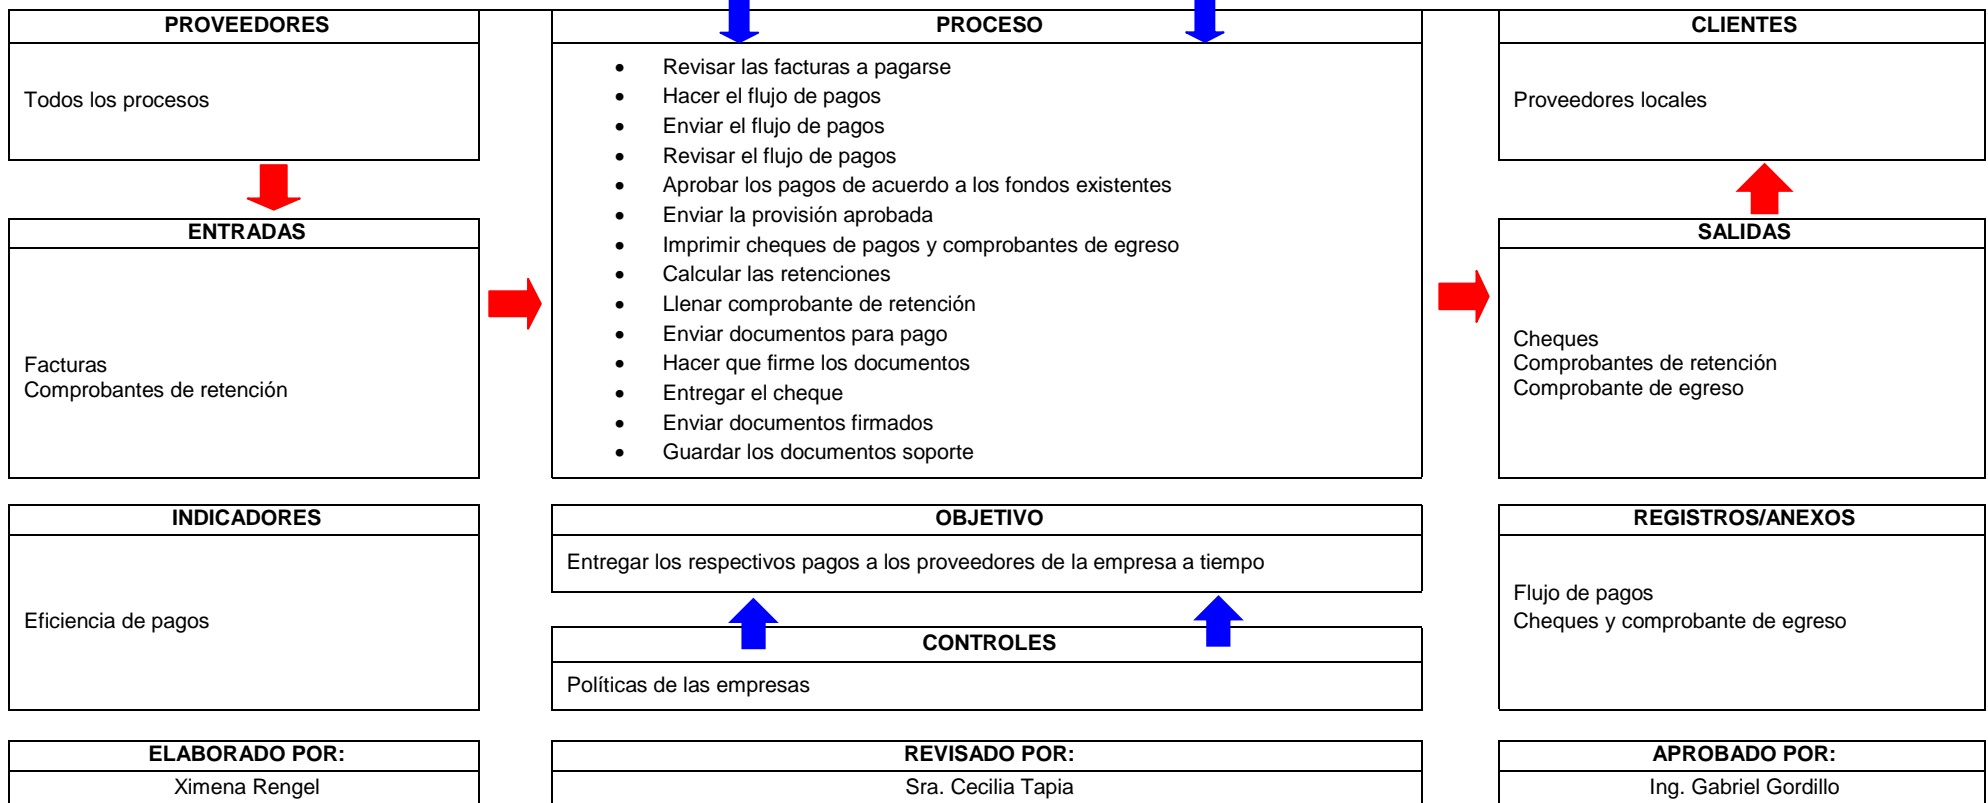 PROVEEDORES
Todos los procesos
ENTRADAS
Facturas
Comprobantes de retención
PROCESO
• Revisar las facturas a pagarse
• Hacer el flujo de pagos
• Enviar el flujo de pagos
• Revisar el flujo de pagos
• Aprobar los pagos de acuerdo a los fondos existentes
• Enviar la provisión aprobada
• Imprimir cheques de pagos y comprobantes de egreso
• Calcular las retenciones
• Llenar comprobante de retención
• Enviar documentos para pago
• Hacer que firme los documentos
• Entregar el cheque
• Enviar documentos firmados
• Guardar los documentos soporte
CLIENTES
Proveedores locales
SALIDAS
Cheques
Comprobantes de retención
Comprobante de egreso
INDICADORES
Eficiencia de pagos
OBJETIVO
Entregar los respectivos pagos a los proveedores de la empresa a tiempo
CONTROLES
Políticas de las empresas
REGISTROS/ANEXOS
Flujo de pagos
Cheques y comprobante de egreso
ELABORADO POR:
Ximena Rengel
REVISADO POR:
Sra. Cecilia Tapia
APROBADO POR:
Ing. Gabriel Gordillo